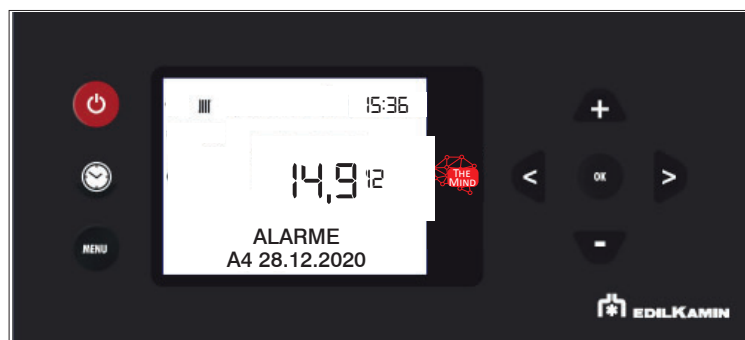 15:36
14,9 12
THE
MIND
ALARME
A4 28.12.2020
MENU
+
<
OK
>
-
EDILKAMIN